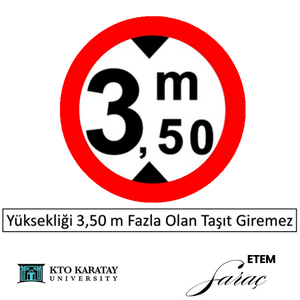 3,50 m
Yüksekliği 3,50 m Fazla Olan Taşıt Giremez
KTO KARATAY
UNIVERSITY
ETEM
Saraç